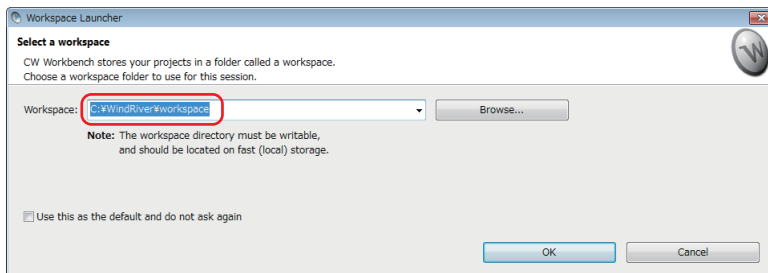 Workspace Launcher
Select a workspace
CW Workbench stores your projects in a folder called a workspace.
Choose a workspace folder to use for this session.
Workspace: C:¥WindRiver¥workspace Browse...
Note: The workspace directory must be writable,
and should be located on fast (local) storage.
Use this as the default and do not ask again
OK Cancel